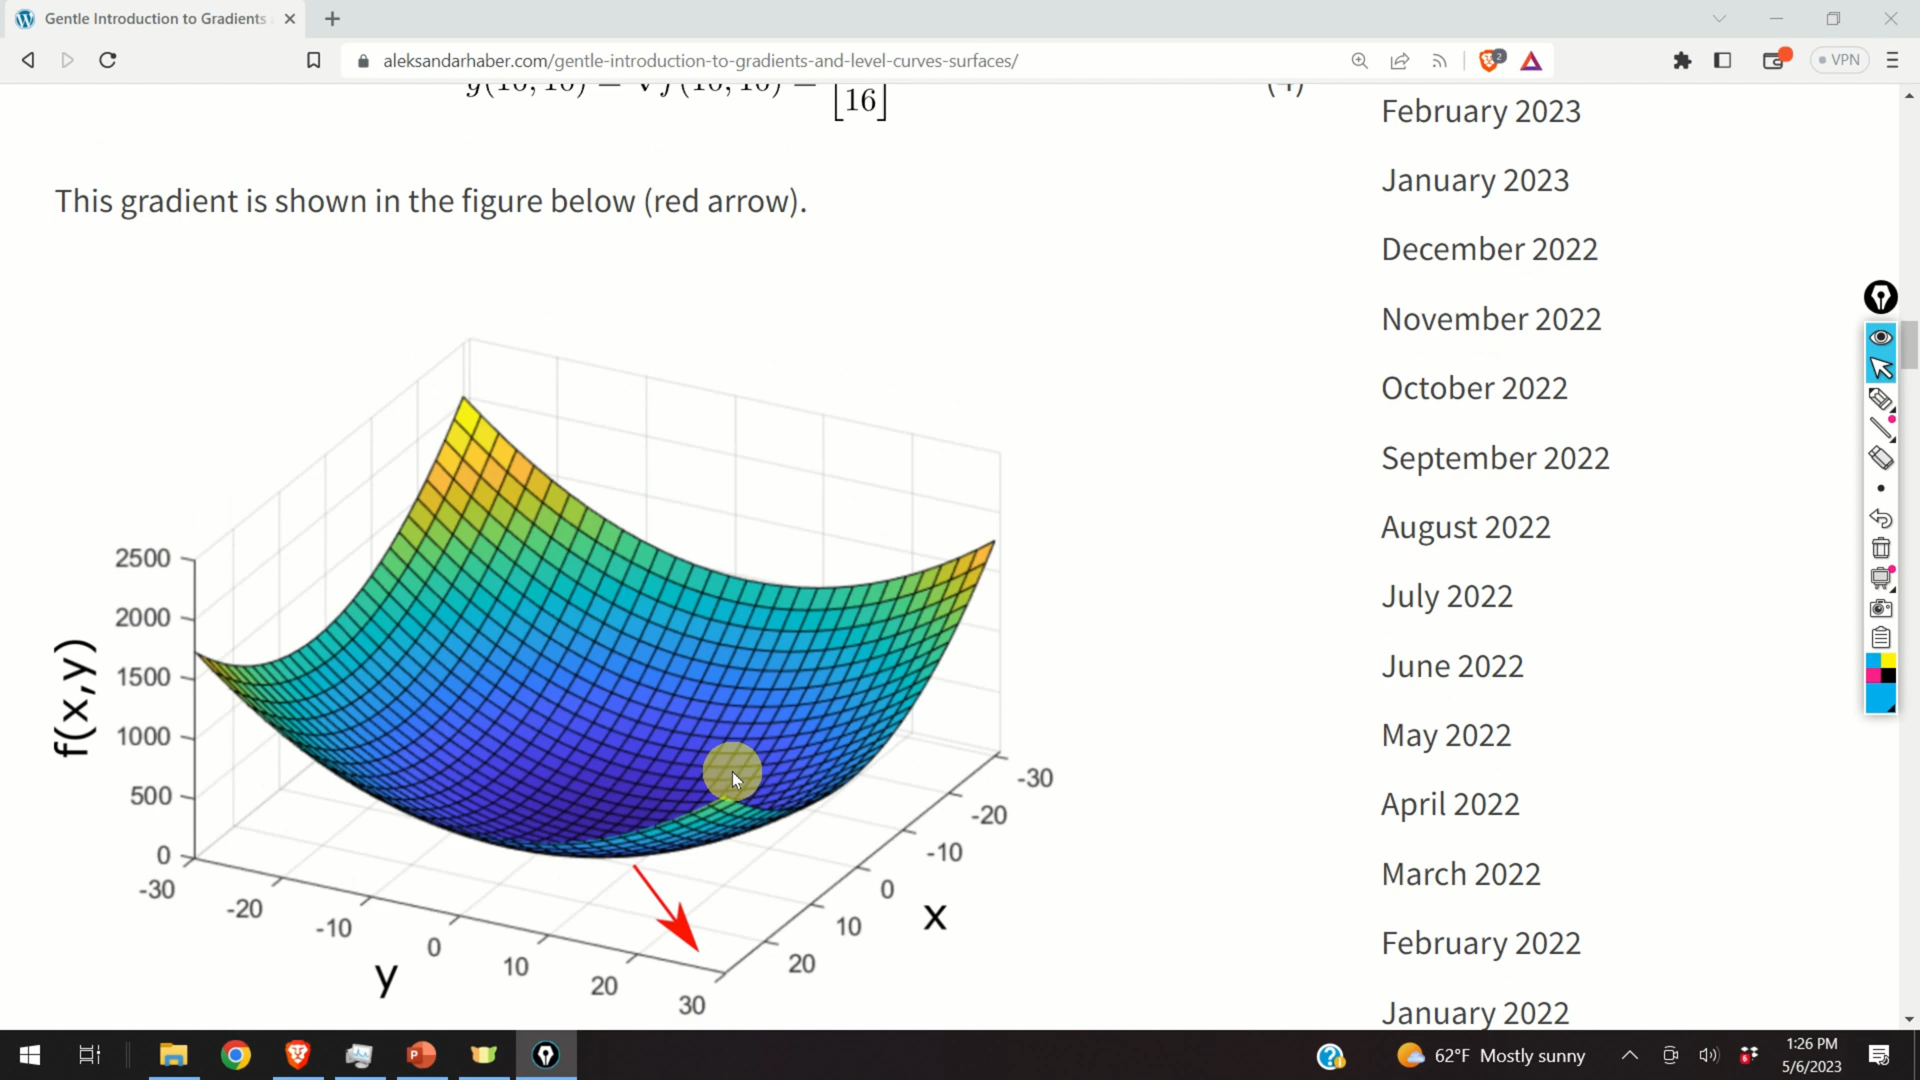 Gentle Introduction to Gradients
aleksandarhaber.com/gentle-introduction-to-gradients-and-level-curves-surfaces/
2
VPN
[16]
This gradient is shown in the figure below (red arrow).
2500
2000
1500
1000
500
0
f(x,y)
-30
-20
-10
0
10
20
30
y
-30
-20
-10
0
10
20
x
February 2023
January 2023
December 2022
November 2022
October 2022
September 2022
August 2022
July 2022
June 2022
May 2022
April 2022
March 2022
February 2022
January 2022
62°F Mostly sunny
1:26 PM
5/6/2023